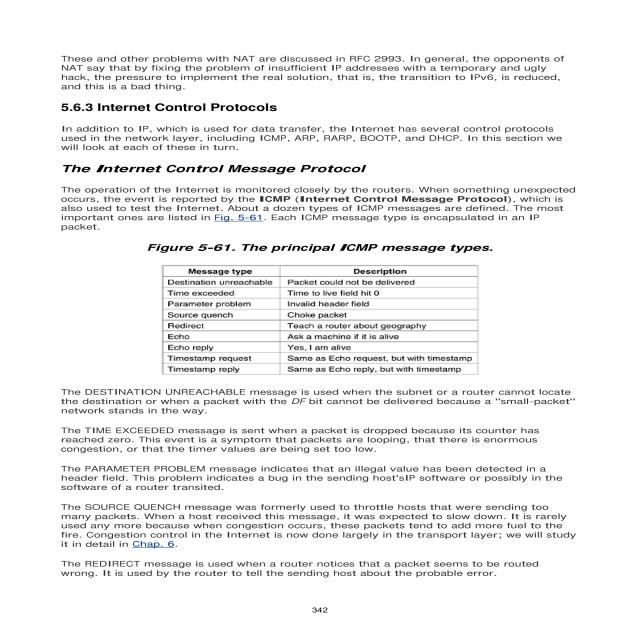 These and other problems with NAT are discussed in RFC 2993. In general, the opponents of
NAT say that by fixing the problem of insufficient IP addresses with a temporary and ugly
hack, the pressure to implement the real solution, that is, the transition to IPv6, is reduced,
and this is a bad thing.
5.6.3 Internet Control Protocols
In addition to IP, which is used for data transfer, the Internet has several control protocols
used in the network layer, including ICMP, ARP, RARP, BOOTP, and DHCP. In this section we
will look at each of these in turn.
The Internet Control Message Protocol
The operation of the Internet is monitored closely by the routers. When something unexpected
occurs, the event is reported by the ICMP (Internet Control Message Protocol), which is
also used to test the Internet. About a dozen types of ICMP messages are defined. The most
important ones are listed in Fig. 5-61. Each ICMP message type is encapsulated in an IP
packet.
Figure 5-61. The principal ICMP message types.
Message type Description
Destination unreachable Packet could not be delivered
Time exceeded Time to live field hit 0
Parameter problem Invalid header field
Source quench Choke packet
Redirect Teach a router about geography
Echo Ask a machine if it is alive
Echo reply Yes, I am alive
Timestamp request Same as Echo request, but with timestamp
Timestamp reply Same as Echo reply, but with timestamp
The DESTINATION UNREACHABLE message is used when the subnet or a router cannot locate
the destination or when a packet with the DF bit cannot be delivered because a "small-packet"
network stands in the way.
The TIME EXCEEDED message is sent when a packet is dropped because its counter has
reached zero. This event is a symptom that packets are looping, that there is enormous
congestion, or that the timer values are being set too low.
The PARAMETER PROBLEM message indicates that an illegal value has been detected in a
header field. This problem indicates a bug in the sending host'sIP software or possibly in the
software of a router transited.
The SOURCE QUENCH message was formerly used to throttle hosts that were sending too
many packets. When a host received this message, it was expected to slow down. It is rarely
used any more because when congestion occurs, these packets tend to add more fuel to the
fire. Congestion control in the Internet is now done largely in the transport layer; we will study
it in detail in Chap. 6.
The REDIRECT message is used when a router notices that a packet seems to be routed
wrong. It is used by the router to tell the sending host about the probable error.
342